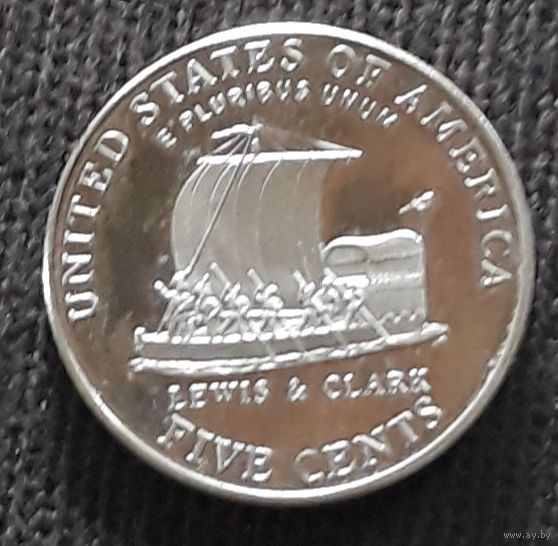 UNITED STATES OF AMERICA
E PLURIBUS UNUM
LEWIS & CLARK
FIVE CENTS
www.ay.by